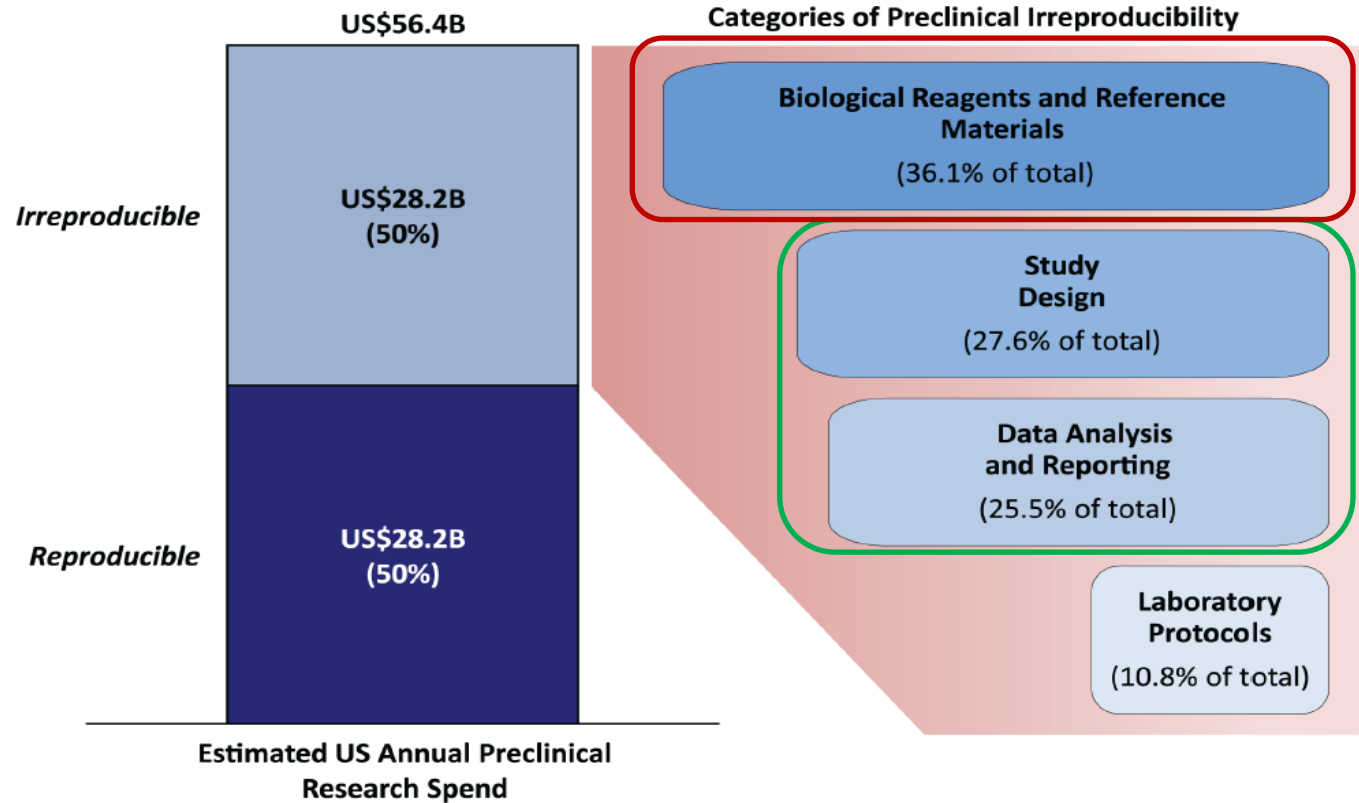 US$56.4B
Categories of Preclinical Irreproducibility
Irreproducible
US$28.2B
(50%)
Reproducible
US$28.2B
(50%)
Estimated US Annual Preclinical
Research Spend
Biological Reagents and Reference
Materials
(36.1% of total)
Study
Design
(27.6% of total)
Data Analysis
and Reporting
(25.5% of total)
Laboratory
Protocols
(10.8% of total)